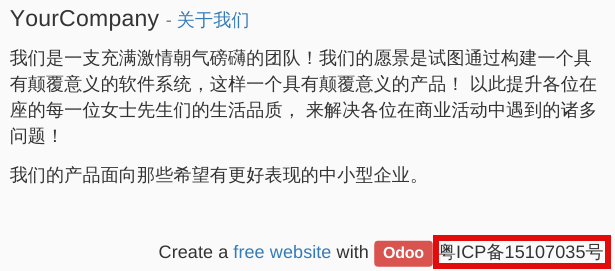 YourCompany - 关于我们
我们是一支充满激情朝气磅礴的团队！我们的愿景是试图通过构建一个具
有颠覆意义的软件系统，这样一个具有颠覆意义的产品！ 以此提升各位在
座的每一位女士先生们的生活品质， 来解决各位在商业活动中遇到的诸多
问题！
我们的产品面向那些希望有更好表现的中小型企业。
Create a free website with Odoo 粤ICP备15107035号